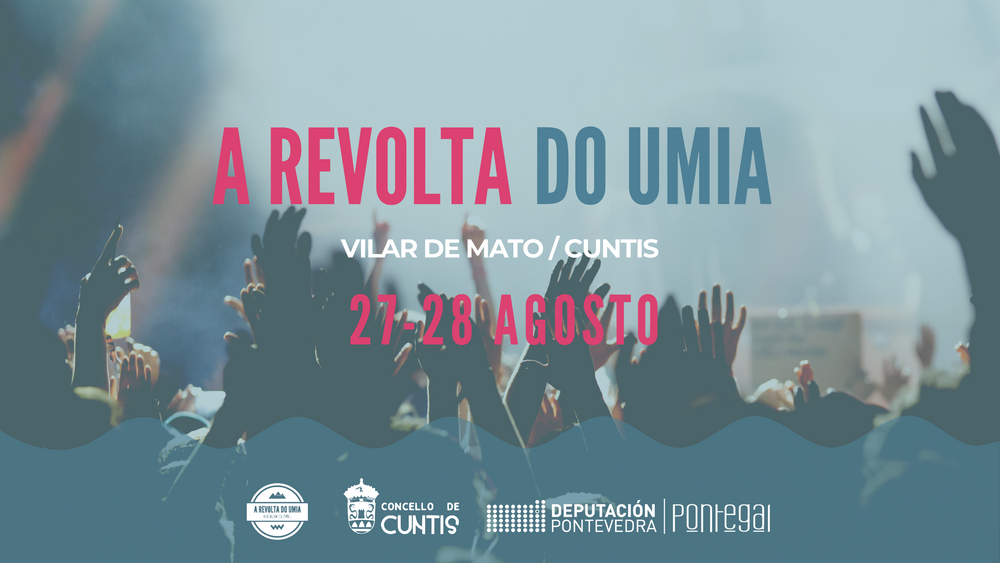 A REVOLTA DO UMIA
VILAR DE MATO / CUNTIS
27-28 AGOSTO
A REVOLTA DO UMIA
CONCELLO DE
CUNTIS
DEPUTACIÓN
PONTEVEDRA
pontegal